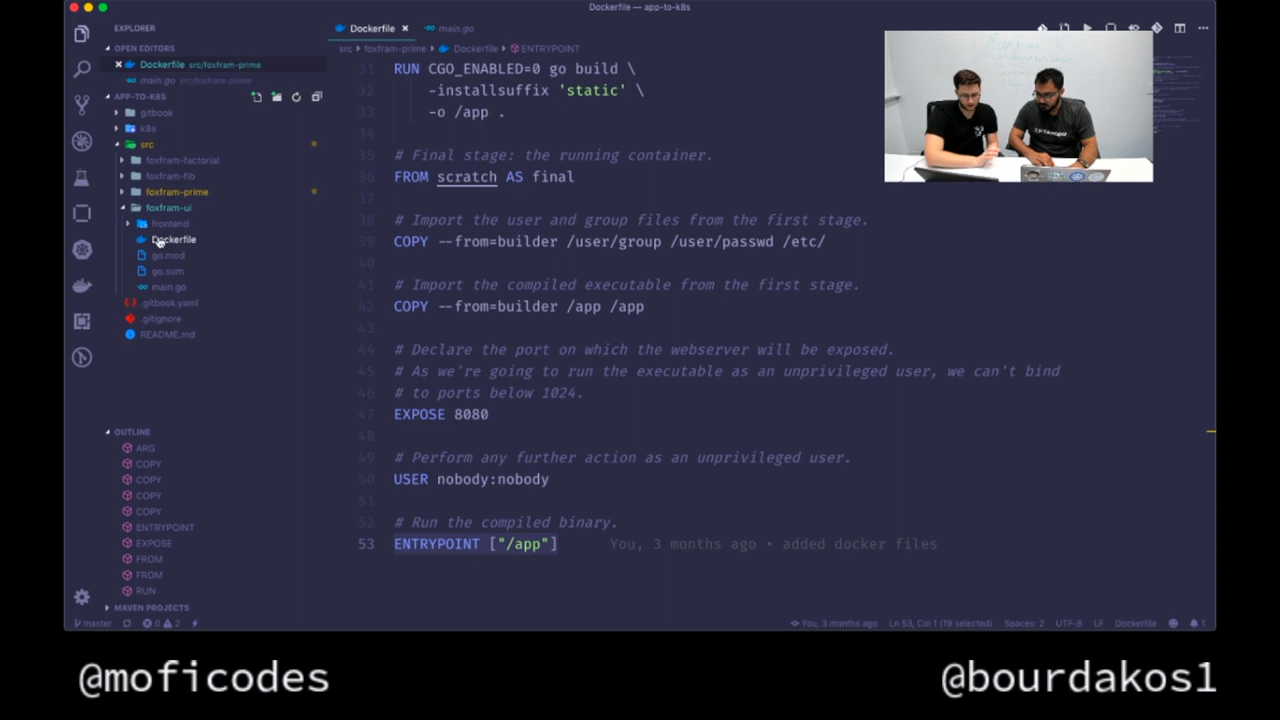 Dockerfile — app-to-k8s
EXPLORER
OPEN EDITORS
Dockerfile src/foxfram-prime
main.go src/foxfram-prime
APP-TO-K8S
gitbook
k8s
src
foxfram-factorial
foxfram-fib
foxfram-prime
foxfram-ui
frontend
Dockerfile
go.mod
go.sum
main.go
.gitbook.yaml
.gitignore
README.md
OUTLINE
ARG
COPY
COPY
COPY
COPY
ENTRYPOINT
EXPOSE
FROM
FROM
RUN
MAVEN PROJECTS
Dockerfile main.go
src foxfram-prime Dockerfile ENTRYPOINT
31 RUN CGO_ENABLED=0 go build \
32 -installsuffix 'static' \
33 -o /app .
34
35 # Final stage: the running container.
36 FROM scratch AS final
37
38 # Import the user and group files from the first stage.
39 COPY --from=builder /user/group /user/passwd /etc/
40
41 # Import the compiled executable from the first stage.
42 COPY --from=builder /app /app
43
44 # Declare the port on which the webserver will be exposed.
45 # As we're going to run the executable as an unprivileged user, we can't bind
46 # to ports below 1024.
47 EXPOSE 8080
48
49 # Perform any further action as an unprivileged user.
50 USER nobody:nobody
51
52 # Run the compiled binary.
53 ENTRYPOINT ["/app"] You, 3 months ago • added docker files
master 0 2 You, 3 months ago Ln 53, Col 1 (19 selected) Spaces: 2 UTF-8 LF Dockerfile 1
@moficodes @bourdakos1